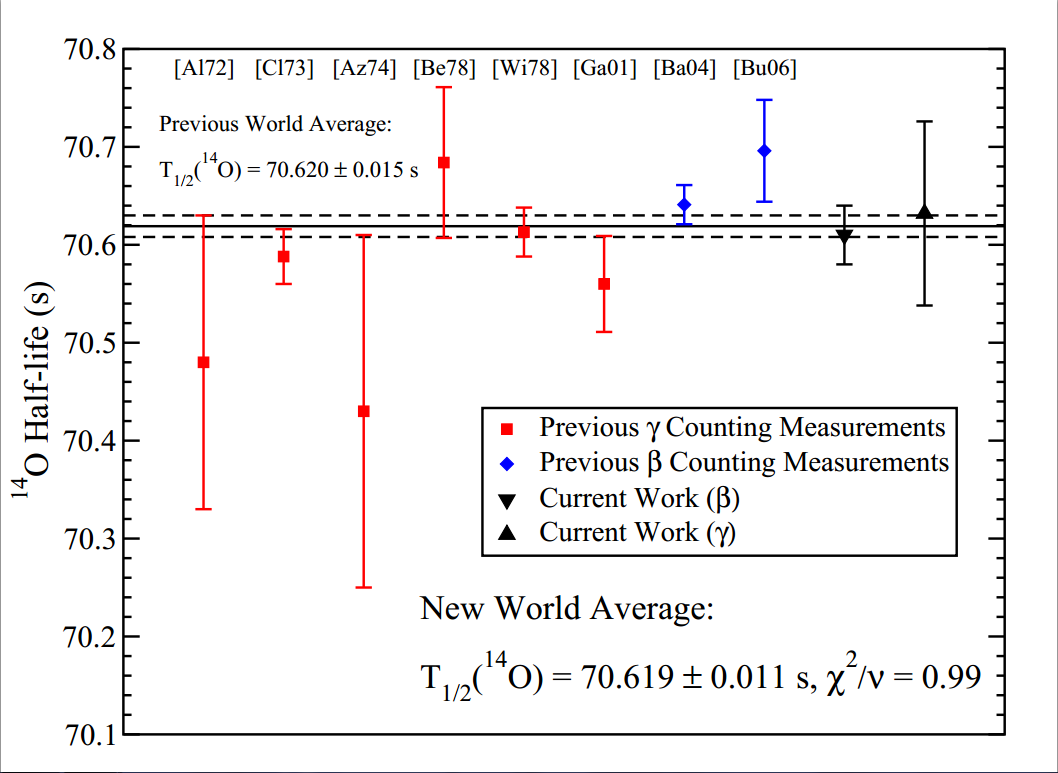 70.8
[Al72] [Cl73] [Az74] [Be78] [Wi78] [Ga01] [Ba04] [Bu06]
Previous World Average:
T1/2(14O) = 70.620 ± 0.015 s
70.7
70.6
70.5
70.4
70.3
70.2
70.1
14O Half-life (s)
Previous γ Counting Measurements
Previous β Counting Measurements
Current Work (β)
Current Work (γ)
New World Average:
T1/2(14O) = 70.619 ± 0.011 s, χ2/ν = 0.99